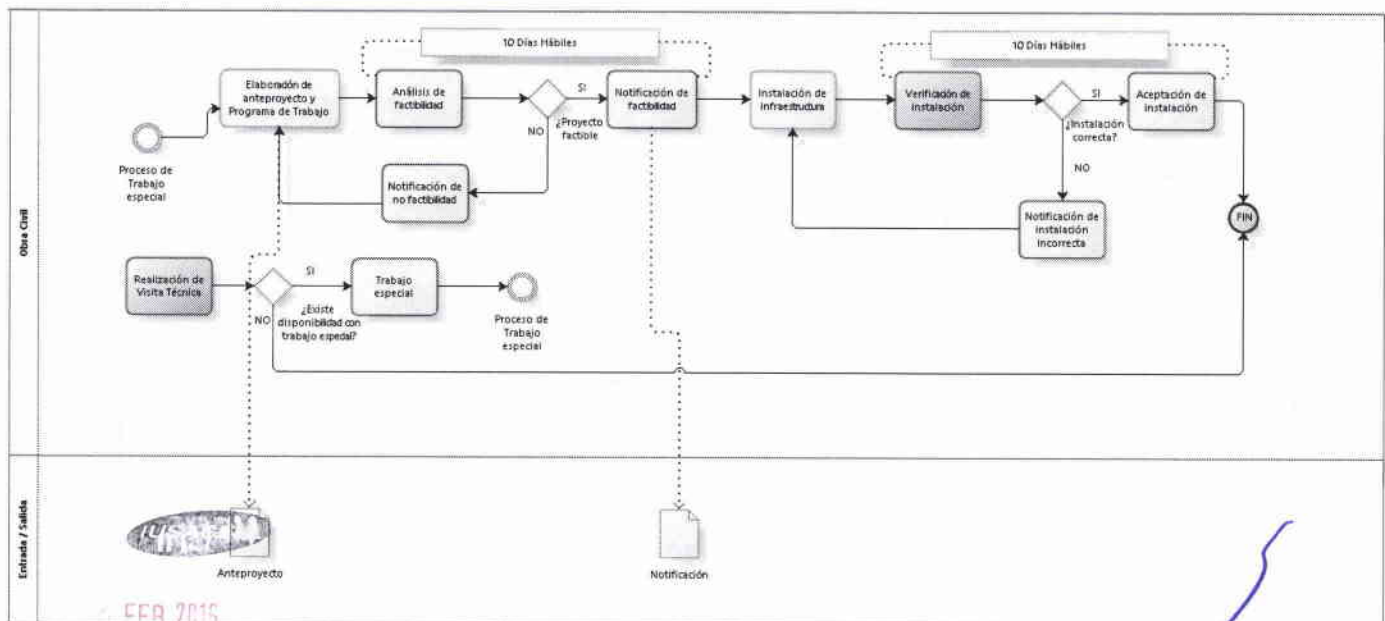 Obra Civil
10 Días Hábiles
10 Días Hábiles
Elaboración de
anteproyecto y
Programa de Trabajo
Análisis de
factibilidad
SI
¿Proyecto
factible
NO
Notificación de
factibilidad
Instalación de
infraestructura
Verificación de
instalación
SI
¿Instalación
correcta?
NO
Aceptación de
instalación
Proceso de
Trabajo
especial
Notificación de
no factibilidad
Notificación de
instalación
incorrecta
FIN
Realización de
Visita Técnica
SI
¿Existe
disponibilidad con
trabajo especial?
NO
Trabajo
especial
Proceso de
Trabajo
especial
Entrada / Salida
Anteproyecto
Notificación
FEB 2016